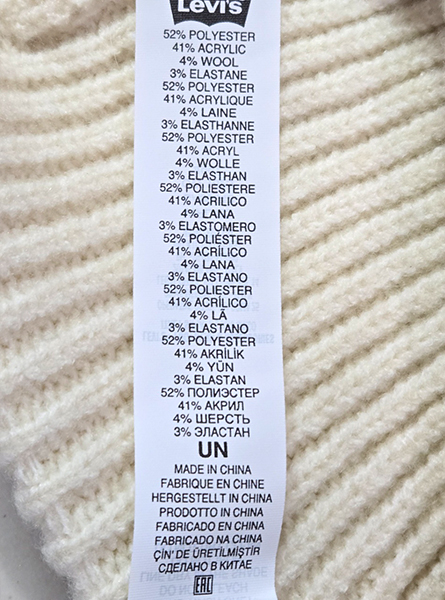 Levi's
52% POLYESTER
41% ACRYLIC
4% WOOL
3% ELASTANE
52% POLYESTER
41% ACRYLIQUE
4% LAINE
3% ELASTHANNE
52% POLYESTER
41% ACRYL
4% WOLLE
3% ELASTHAN
52% POLIESTERE
41% ACRILICO
4% LANA
3% ELASTOMERO
52% POLIÉSTER
41% ACRÍLICO
4% LANA
3% ELASTANO
52% POLIESTER
41% ACRÍLICO
4% LÃ
3% ELASTANO
52% POLYESTER
41% AKRİLİK
4% YÜN
3% ELASTAN
52% ПОЛИЭСТЕР
41% АКРИЛ
4% ШЕРСТЬ
3% ЭЛАСТАН
UN
MADE IN CHINA
FABRIQUE EN CHINE
HERGESTELLT IN CHINA
PRODOTTO IN CHINA
FABRICADO EN CHINA
FABRICADO NA CHINA
ÇİN' DE ÜRETİLMİŞTİR
СДЕЛАНО В КИТАЕ
EAC